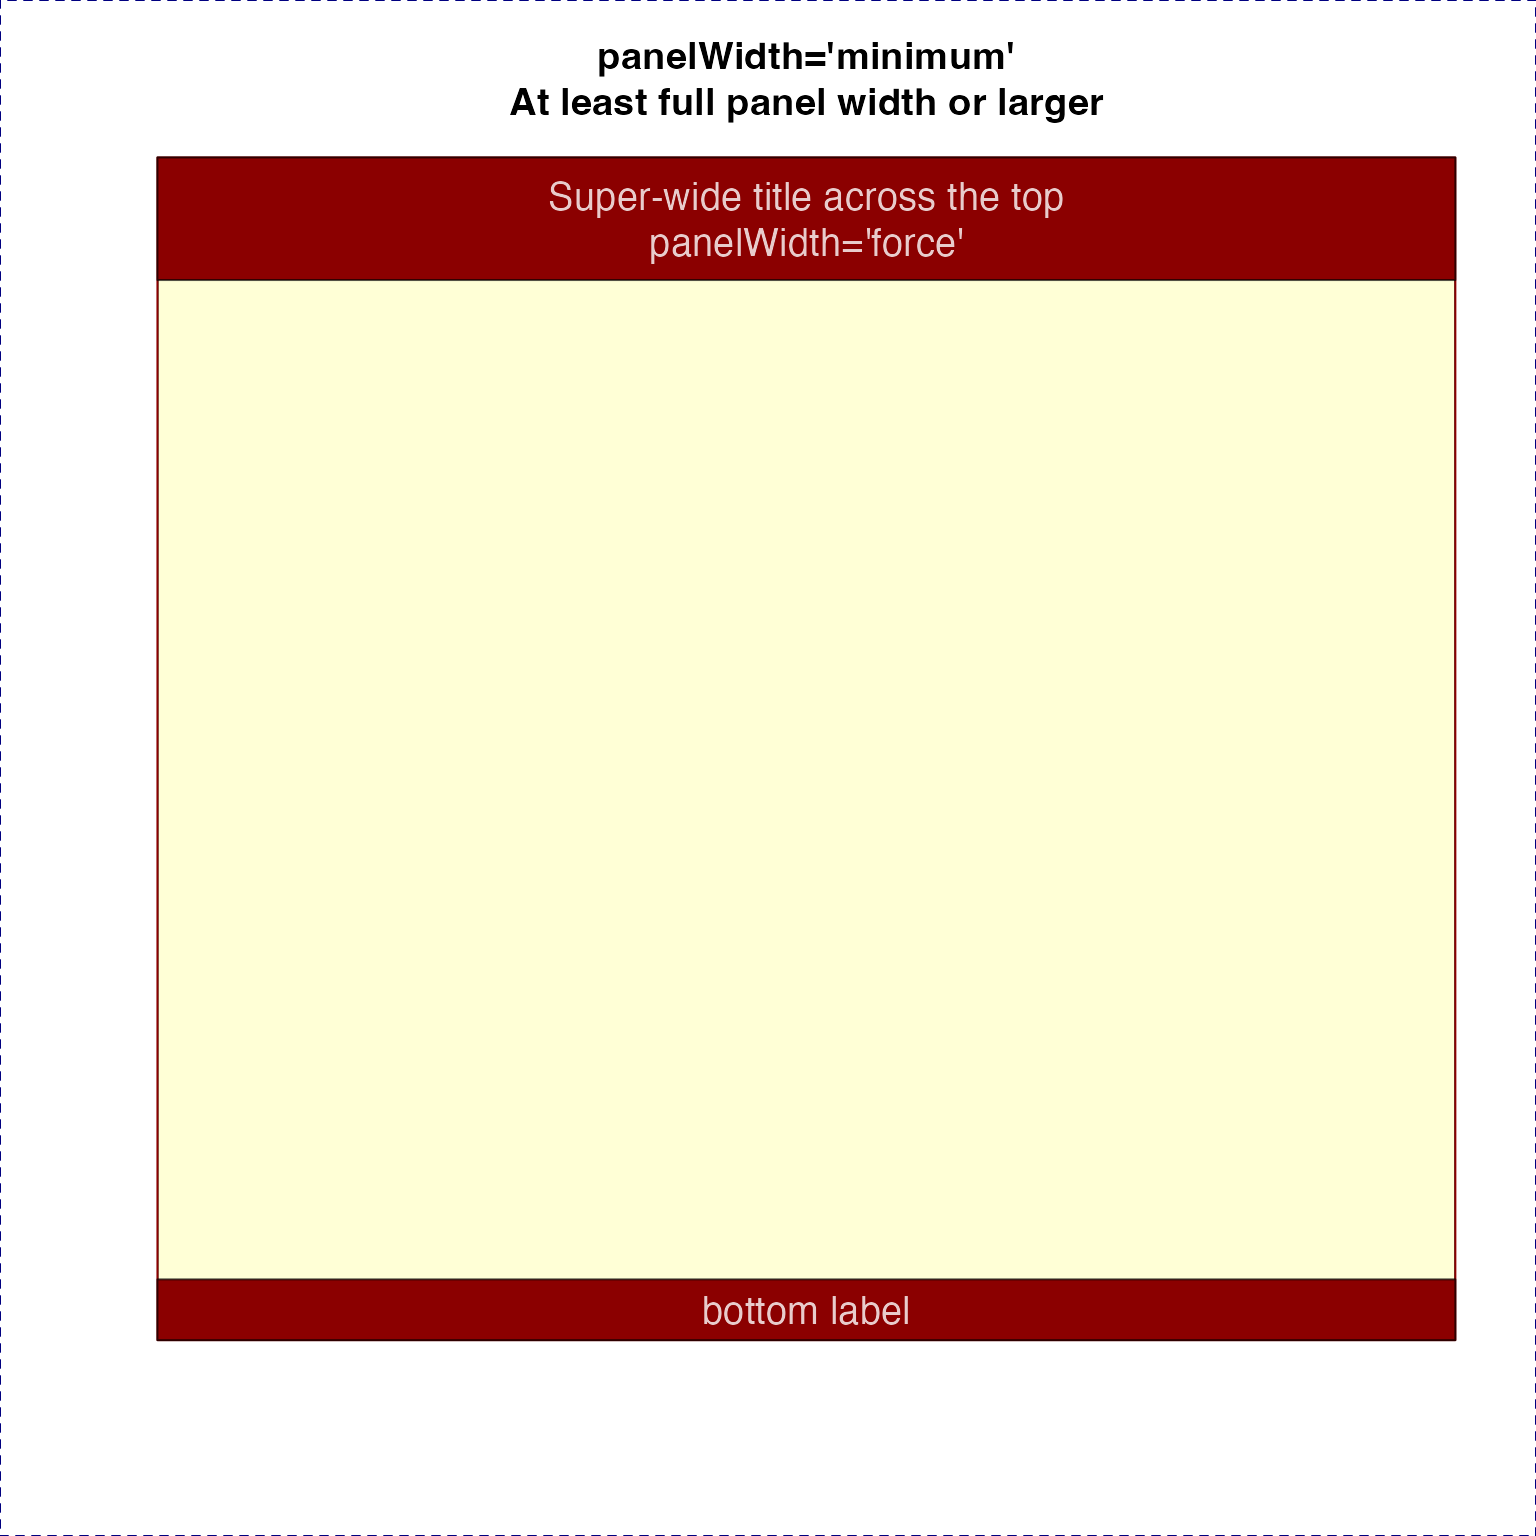 panelWidth='minimum'
At least full panel width or larger
Super-wide title across the top
panelWidth='force'
bottom label